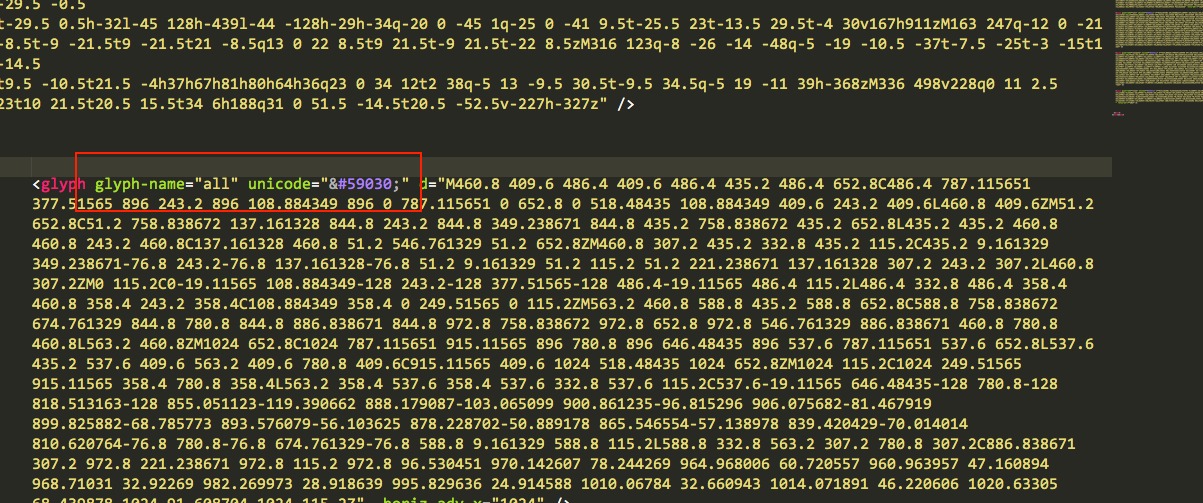 -29.5 -0.5
t-29.5 0.5h-32l-45 128h-439l-44 -128h-29h-34q-20 0 -45 1q-25 0 -41 9.5t-25.5 23t-13.5 29.5t-4 30v167h911zM163 247q-12 0 -21
-8.5t-9 -21.5t9 -21.5t21 -8.5q13 0 22 8.5t9 21.5t-9 21.5t-22 8.5zM316 123q-8 -26 -14 -48q-5 -19 -10.5 -37t-7.5 -25t-3 -15t1
-14.5
t9.5 -10.5t21.5 -4h37h67h81h80h64h36q23 0 34 12t2 38q-5 13 -9.5 30.5t-9.5 34.5q-5 19 -11 39h-368zM336 498v228q0 11 2.5
23t10 21.5t20.5 15.5t34 6h188q31 0 51.5 -14.5t20.5 -52.5v-227h-327z" />
<glyph glyph-name="all" unicode="&#59030;" d="M460.8 409.6 486.4 409.6 486.4 435.2 486.4 652.8C486.4 787.115651
377.51565 896 243.2 896 108.884349 896 0 787.115651 0 652.8 0 518.48435 108.884349 409.6 243.2 409.6L460.8 409.6ZM51.2
652.8C51.2 758.838672 137.161328 844.8 243.2 844.8 349.238671 844.8 435.2 758.838672 435.2 652.8L435.2 435.2 460.8
460.8 243.2 460.8C137.161328 460.8 51.2 546.761329 51.2 652.8ZM460.8 307.2 435.2 332.8 435.2 115.2C435.2 9.161329
349.238671-76.8 243.2-76.8 137.161328-76.8 51.2 9.161329 51.2 115.2 51.2 221.238671 137.161328 307.2 243.2 307.2L460.8
307.2ZM0 115.2C0-19.11565 108.884349-128 243.2-128 377.51565-128 486.4-19.11565 486.4 115.2L486.4 332.8 486.4 358.4
460.8 358.4 243.2 358.4C108.884349 358.4 0 249.51565 0 115.2ZM563.2 460.8 588.8 435.2 588.8 652.8C588.8 758.838672
674.761329 844.8 780.8 844.8 886.838671 844.8 972.8 758.838672 972.8 652.8 972.8 546.761329 886.838671 460.8 780.8
460.8L563.2 460.8ZM1024 652.8C1024 787.115651 915.11565 896 780.8 896 646.48435 896 537.6 787.115651 537.6 652.8L537.6
435.2 537.6 409.6 563.2 409.6 780.8 409.6C915.11565 409.6 1024 518.48435 1024 652.8ZM1024 115.2C1024 249.51565
915.11565 358.4 780.8 358.4L563.2 358.4 537.6 358.4 537.6 332.8 537.6 115.2C537.6-19.11565 646.48435-128 780.8-128
818.513163-128 855.051123-119.390662 888.179087-103.065099 900.861235-96.815296 906.075682-81.467919
899.825882-68.785773 893.576079-56.103625 878.228702-50.889178 865.546554-57.138978 839.420429-70.014014
810.620764-76.8 780.8-76.8 674.761329-76.8 588.8 9.161329 588.8 115.2L588.8 332.8 563.2 307.2 780.8 307.2C886.838671
307.2 972.8 221.238671 972.8 115.2 972.8 96.530451 970.142607 78.244269 964.968006 60.720557 960.963957 47.160894
968.71031 32.92269 982.269973 28.918639 995.829636 24.914588 1010.06784 32.660943 1014.071891 46.220606 1020.63305
68.439878 1024 91.608704 1024 115.2Z" horiz-adv-x="1024" />